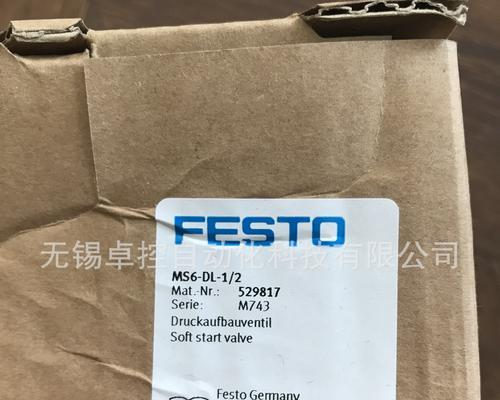 FESTO
无锡卓控自动化科技有限公司
MS6-DL-1/2
Mat.-Nr.: 529817
Serie: M743
Druckaufbauventil
Soft start valve
Festo Germany